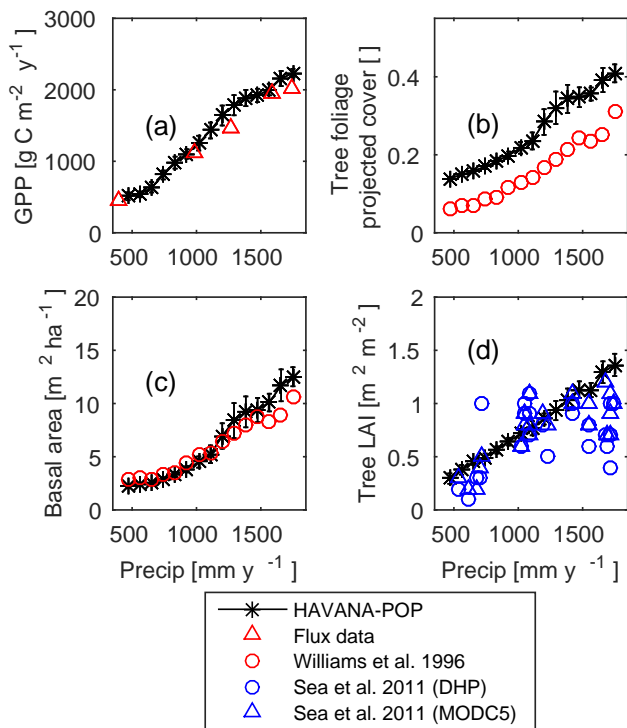 3000
2000
1000
0
500 1000 1500
GPP [g C m⁻² y⁻¹]
(a)
0.4
0.2
0
500 1000 1500
Tree foliage
projected cover [ ]
(b)
20
15
10
5
0
500 1000 1500
Basal area [m ² ha ⁻¹]
Precip [mm y ⁻¹]
(c)
2
1.5
1
0.5
0
500 1000 1500
Tree LAI [m² m⁻²]
Precip [mm y ⁻¹]
(d)
HAVANA-POP
Flux data
Williams et al. 1996
Sea et al. 2011 (DHP)
Sea et al. 2011 (MODC5)